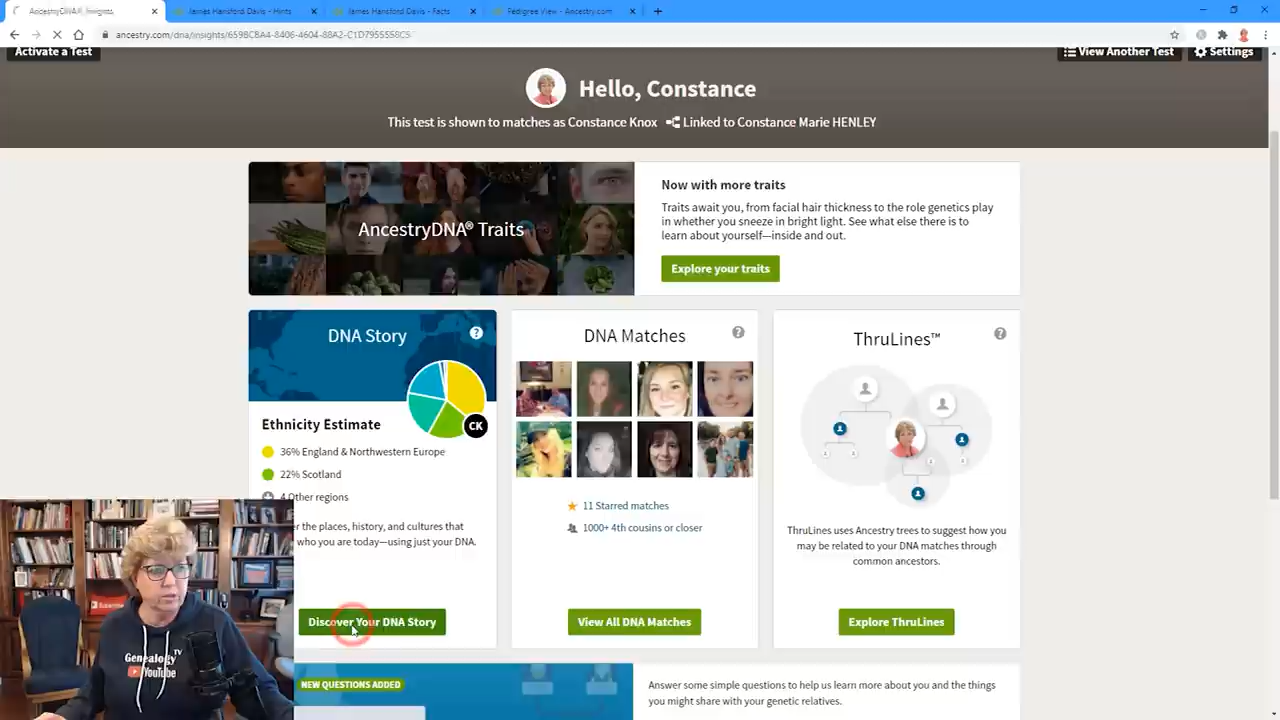 AncestryDNA® Insights
James Hansford Davis - Hints
James Hansford Davis - Facts
Pedigree View - Ancestry.com
ancestry.com/dna/insights/
Activate a Test
View Another Test
Settings
Hello, Constance
This test is shown to matches as Constance Knox
Linked to Constance Marie HENLEY
AncestryDNA® Traits
Now with more traits
Traits await you, from facial hair thickness to the role genetics play
in whether you sneeze in bright light. See what else there is to
learn about yourself—inside and out.
Explore your traits
DNA Story
?
CK
Ethnicity Estimate
36% England & Northwestern Europe
22% Scotland
4 Other regions
er the places, history, and cultures that
who you are today—using just your DNA.
Discover Your DNA Story
DNA Matches
?
11 Starred matches
1000+ 4th cousins or closer
View All DNA Matches
ThruLines™
?
ThruLines uses Ancestry trees to suggest how you
may be related to your DNA matches through
common ancestors.
Explore ThruLines
Genealogy TV
YouTube
NEW QUESTIONS ADDED
Answer some simple questions to help us learn more about you and the things
you might share with your genetic relatives.